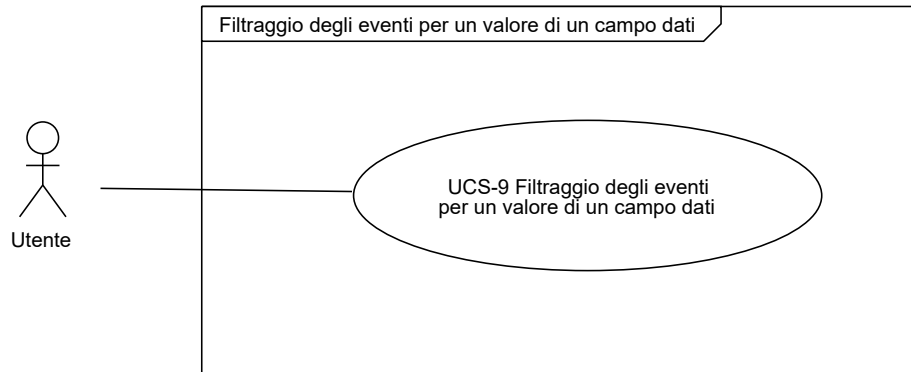 Filtraggio degli eventi per un valore di un campo dati
UCS-9 Filtraggio degli eventi
per un valore di un campo dati
Utente